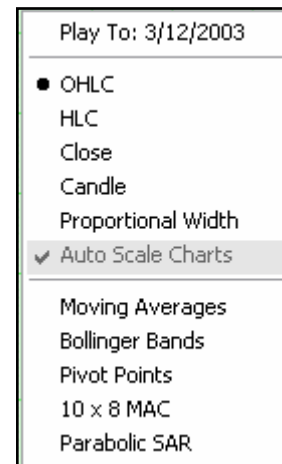 Play To: 3/12/2003
OHLC
HLC
Close
Candle
Proportional Width
Auto Scale Charts
Moving Averages
Bollinger Bands
Pivot Points
10 x 8 MAC
Parabolic SAR